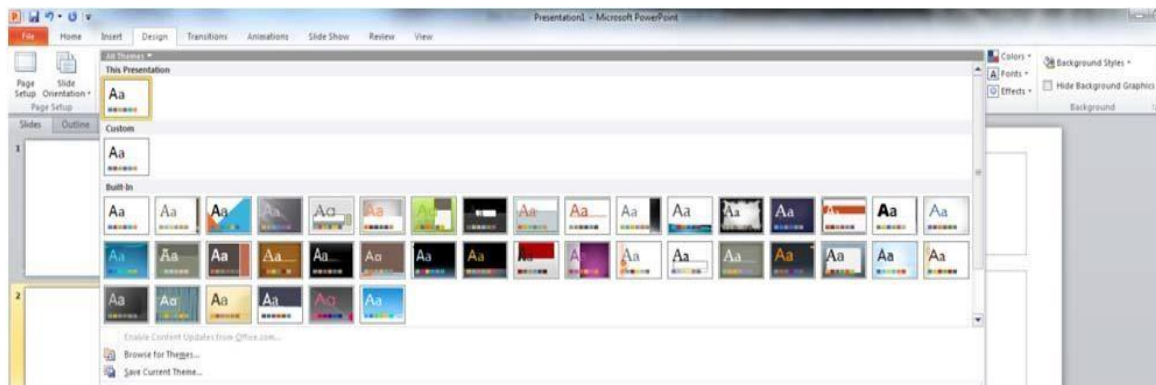 Presentation1 - Microsoft PowerPoint
File Home Insert Design Transitions Animations Slide Show Review View
All Themes
This Presentation
Aa
Custom
Aa
Built-In
Aa Aa Aa Aa Aa Aa Aa Aa Aa Aa Aa Aa Aa Aa Aa Aa
Aa Aa Aa Aa Aa Aa Aa Aa Aa A Aa Aa Aa Aa Aa Aa Aa
Aa Aa Aa Aa Aa Aa
Enable Content Updates from Office.com...
Browse for Themes...
Save Current Theme...
Page Setup
Slide Orientation
Page Setup
Slides Outline
1
2
Colors
Fonts
Effects
Background Styles
Hide Background Graphics
Background